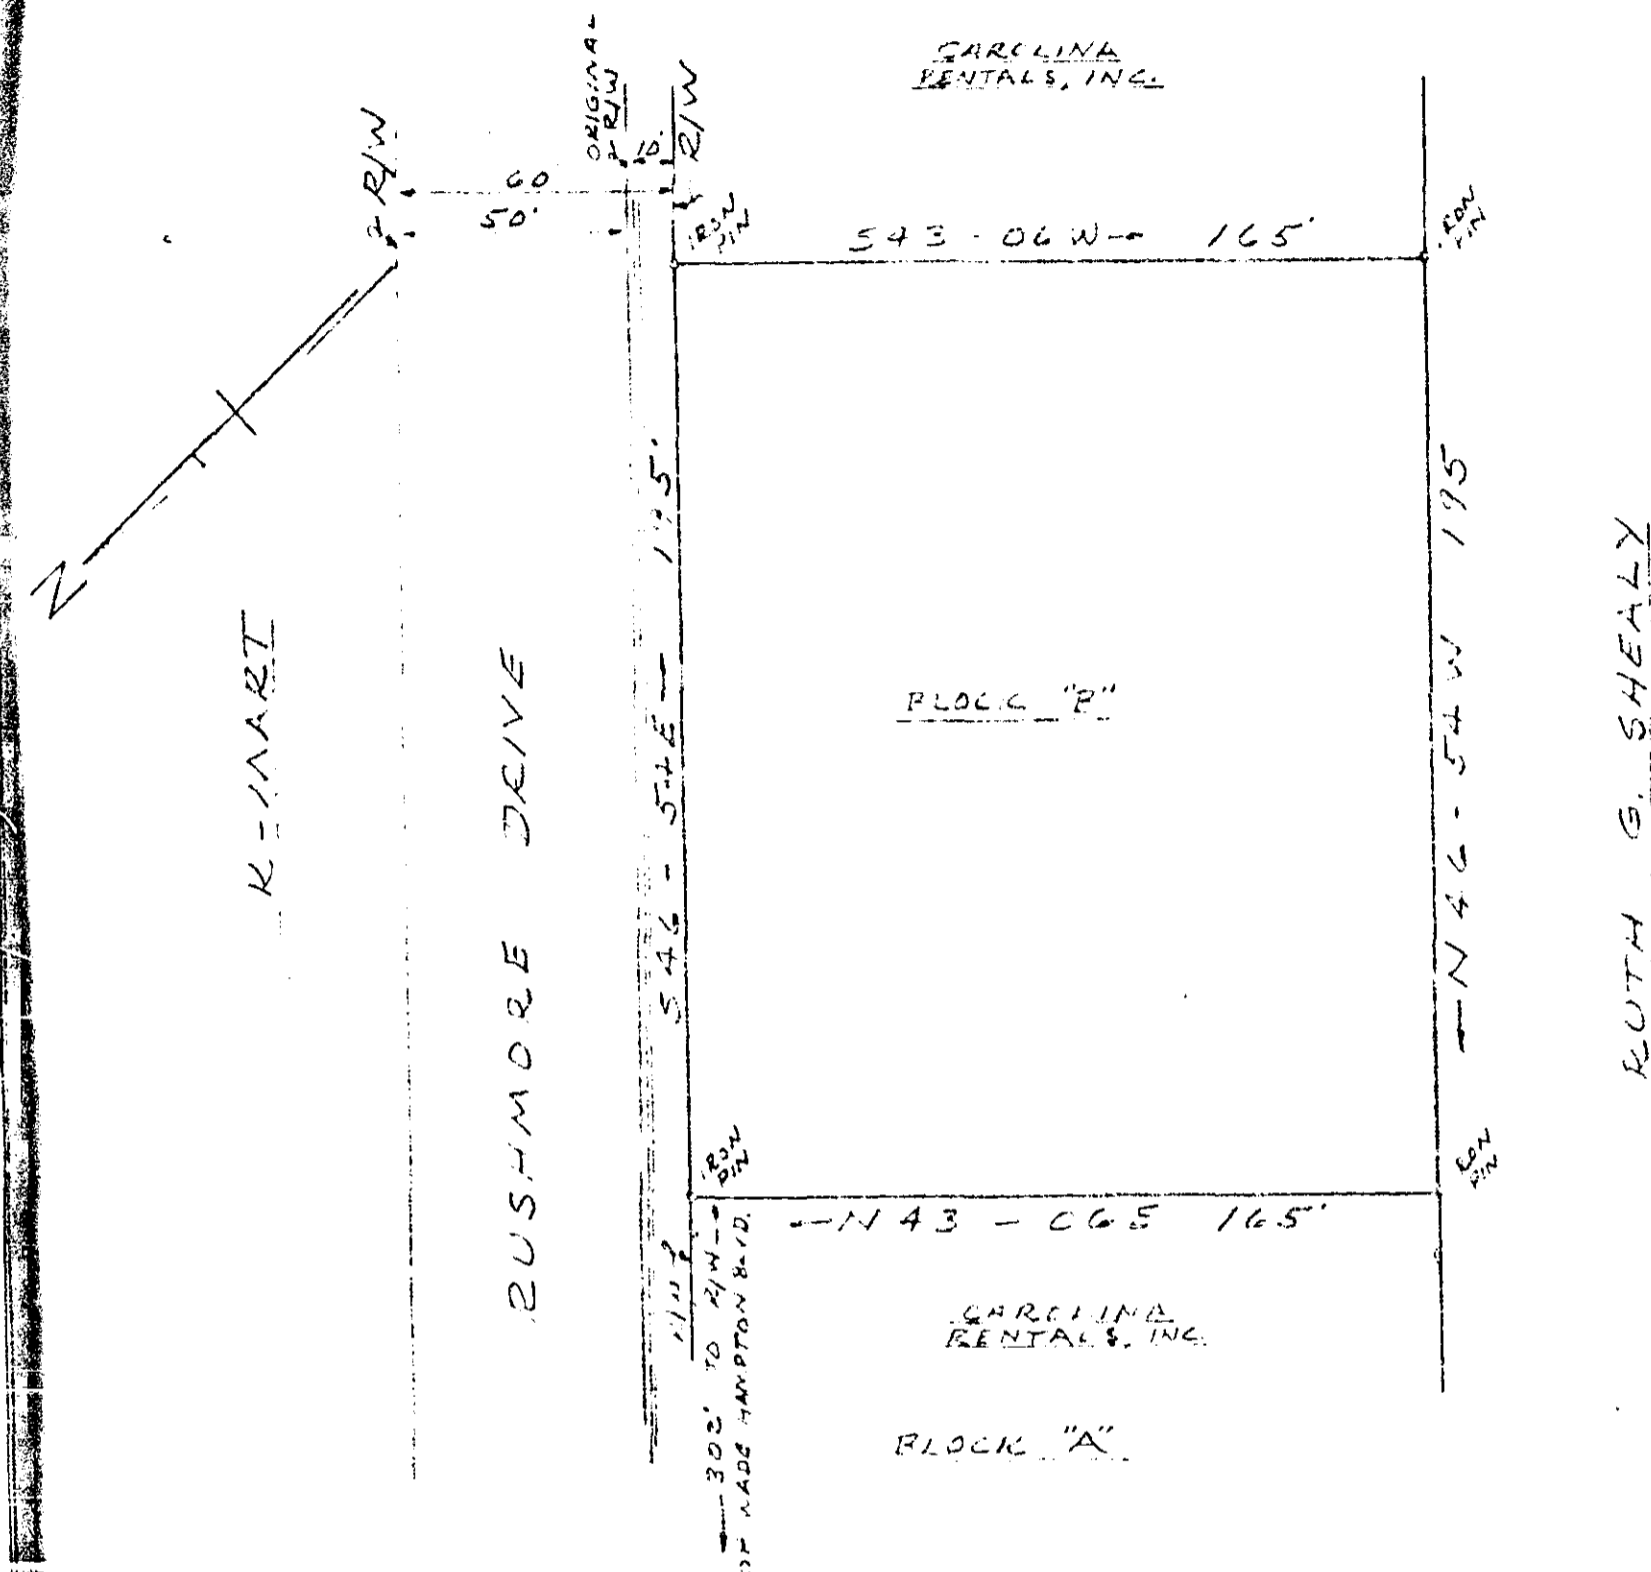 CAROLINA
RENTALS, INC.
ORIGINAL
R/W
10'
R/W
R/W
60
50'
IRON
PIN
S43-06W 165'
IRON
PIN
N
K-MART
RUSHMORE DRIVE
S46-54E 195'
BLOCK "B"
N46-54W 195
RUTH G. SHEALY
IRON
PIN
IRON
PIN
N43-06E 165'
R/W
302' TO R/W
OF WADE HAMPTON BLVD.
CAROLINA
RENTALS, INC.
BLOCK "A"